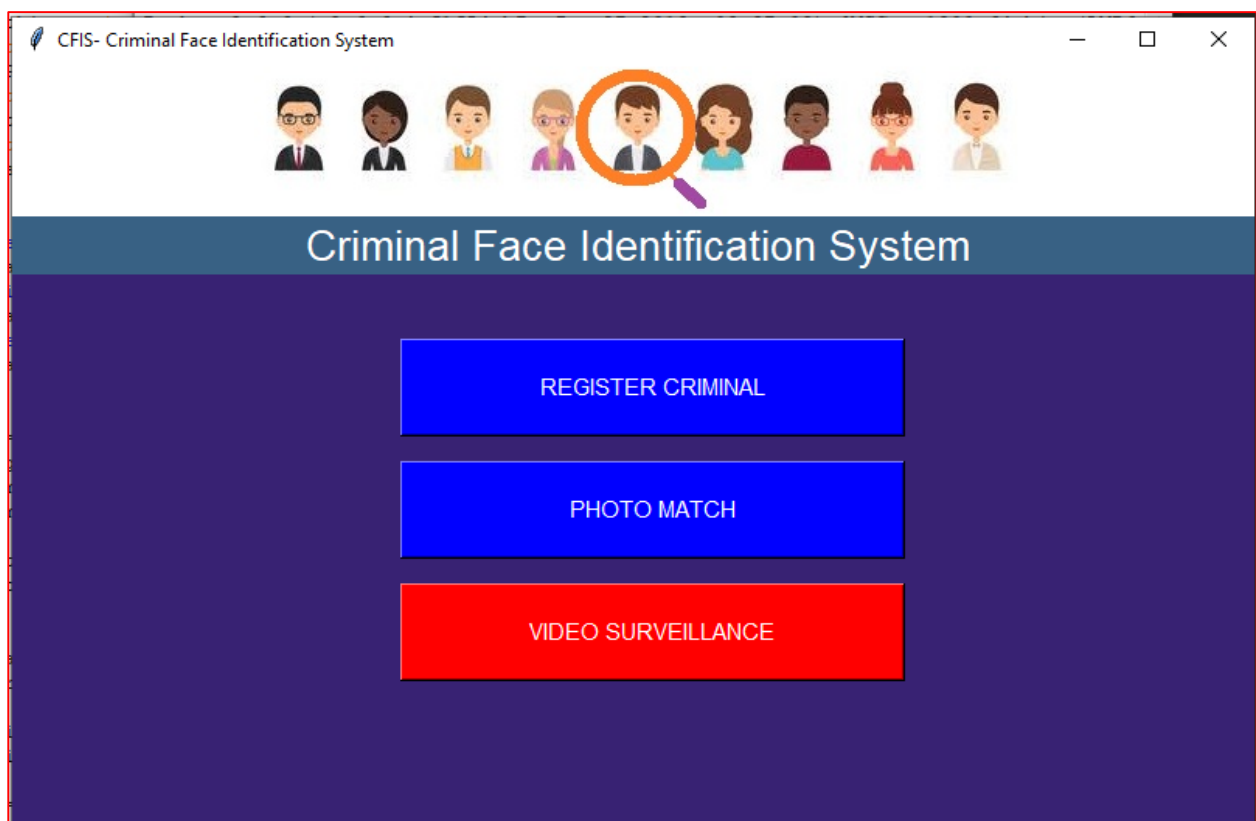 CFIS- Criminal Face Identification System
Criminal Face Identification System
REGISTER CRIMINAL
PHOTO MATCH
VIDEO SURVEILLANCE